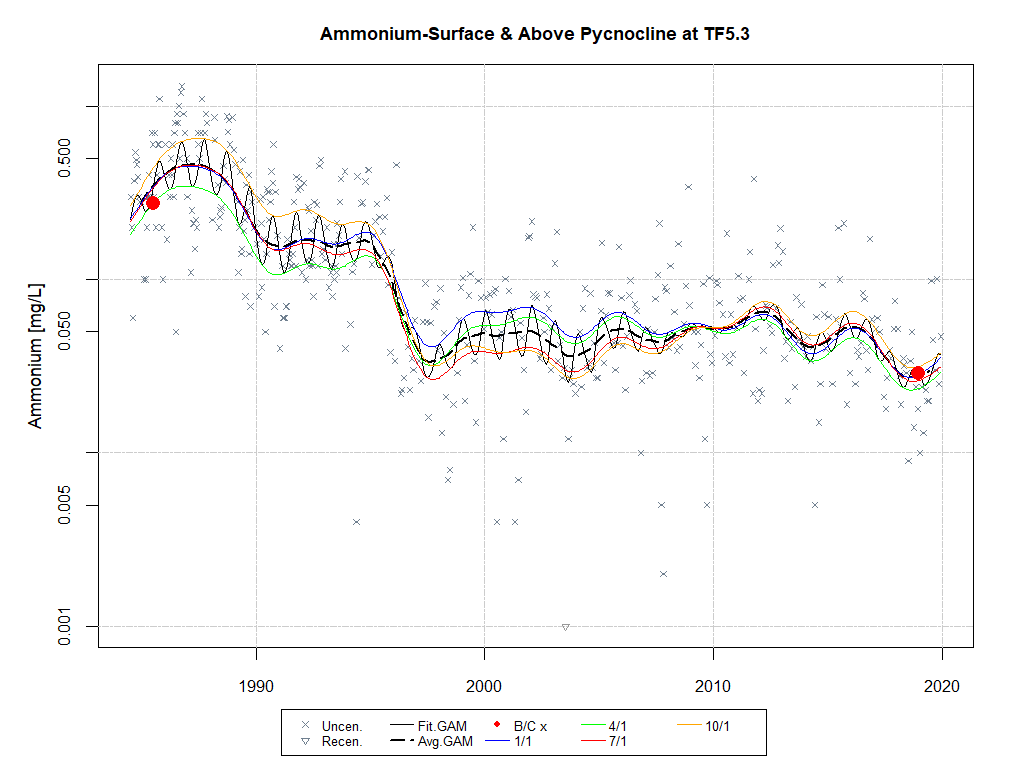 Ammonium-Surface & Above Pycnocline at TF5.3
Ammonium [mg/L]
0.500
0.050
0.005
0.001
1990 2000 2010 2020
Uncen. Fit.GAM B/C x 4/1 10/1
Recen. Avg.GAM 1/1 7/1